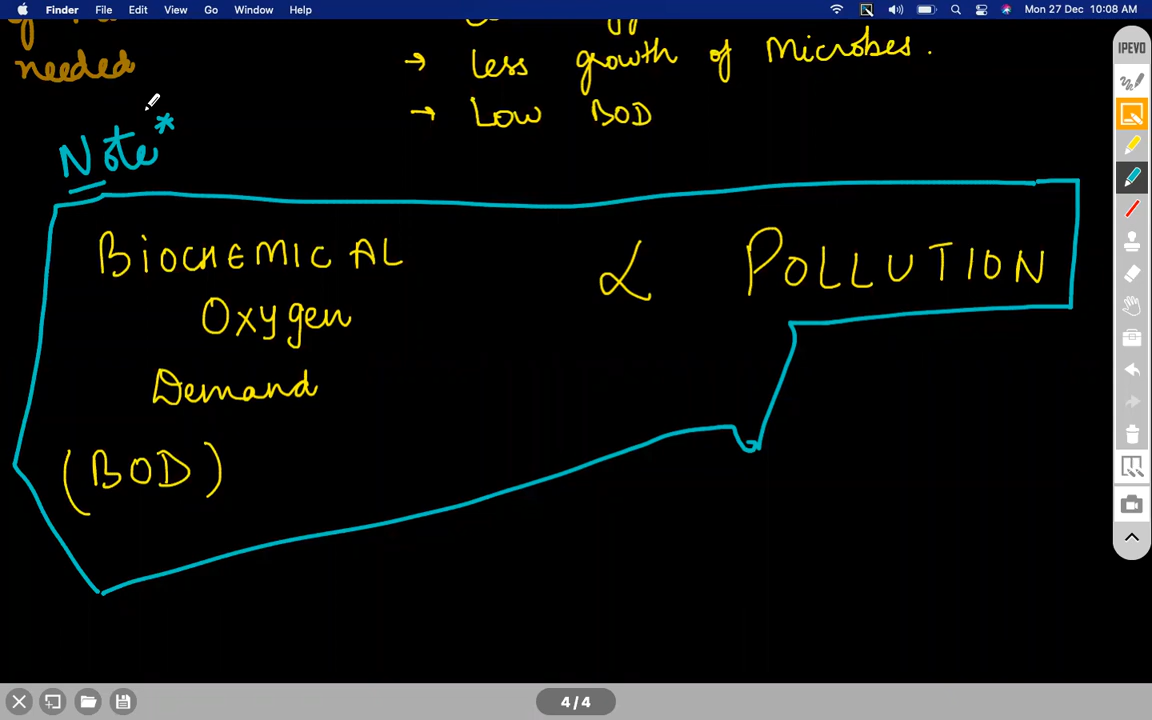 Finder File Edit View Go Window Help Mon 27 Dec 10:08 AM
IPEVO
needed
→ Less growth of Microbes.
→ Low BOD
Note *
BIOCHEMICAL ∝ POLLUTION
Oxygen
Demand
(BOD)
4/4